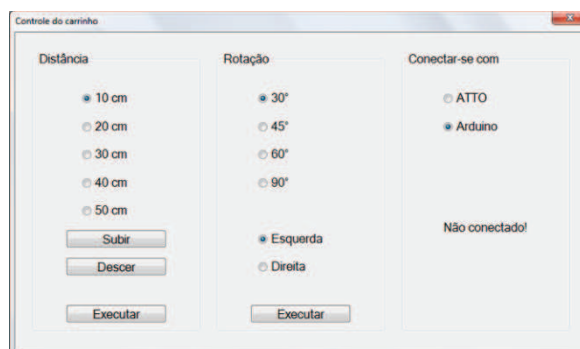 Controle do carrinho
Distância
10 cm
20 cm
30 cm
40 cm
50 cm
Subir
Descer
Executar
Rotação
30°
45°
60°
90°
Esquerda
Direita
Executar
Conectar-se com
ATTO
Arduino
Não conectado!